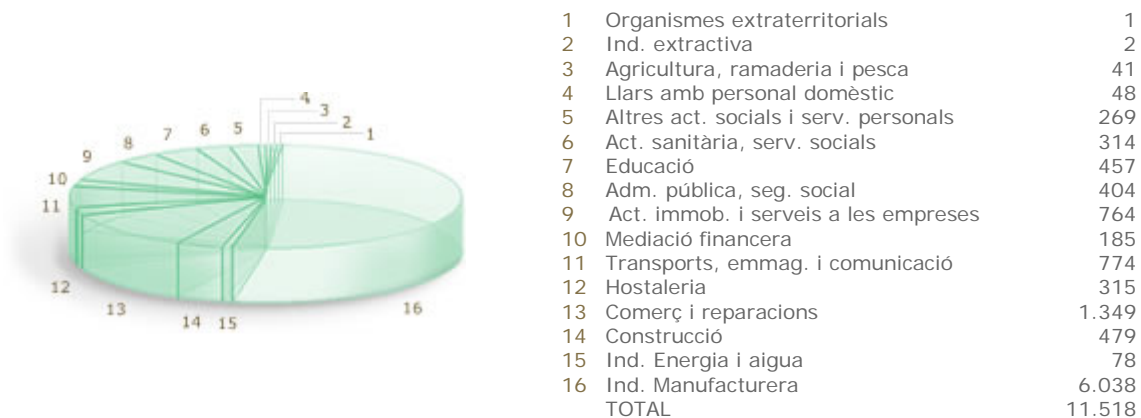 4
3
2
1
5
6
7
8
9
10
11
12
13
14
15
16
1 Organismes extraterritorials 1
2 Ind. extractiva 2
3 Agricultura, ramaderia i pesca 41
4 Llars amb personal domèstic 48
5 Altres act. socials i serv. personals 269
6 Act. sanitària, serv. socials 314
7 Educació 457
8 Adm. pública, seg. social 404
9 Act. immob. i serveis a les empreses 764
10 Mediació financera 185
11 Transports, emmag. i comunicació 774
12 Hostaleria 315
13 Comerç i reparacions 1.349
14 Construcció 479
15 Ind. Energia i aigua 78
16 Ind. Manufacturera 6.038
TOTAL 11.518